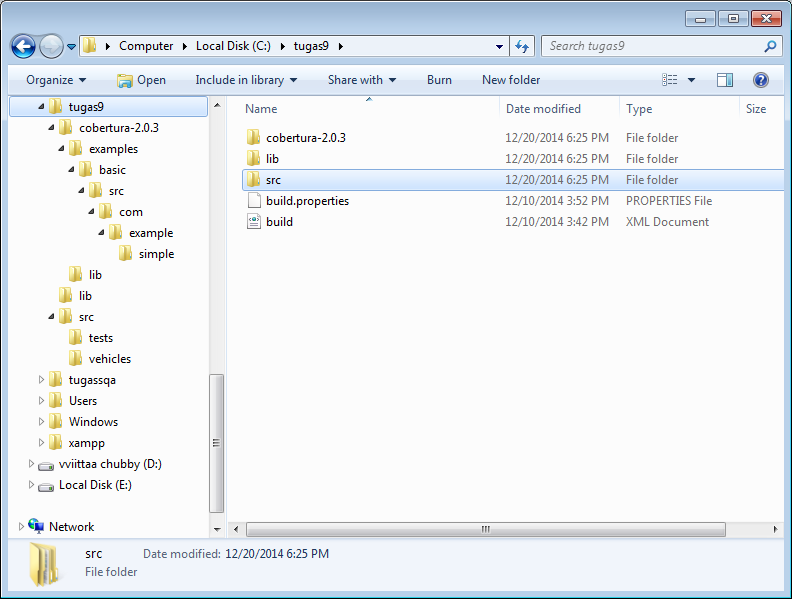 Computer Local Disk (C:) tugas9 Search tugas9
Organize Open Include in library Share with Burn New folder
tugas9
cobertura-2.0.3
examples
basic
src
com
example
simple
lib
lib
src
tests
vehicles
tugassqa
Users
Windows
xampp
vviittaa chubby (D:)
Local Disk (E:)
Network
Name Date modified Type Size
cobertura-2.0.3 12/20/2014 6:25 PM File folder
lib 12/20/2014 6:25 PM File folder
src 12/20/2014 6:25 PM File folder
build.properties 12/10/2014 3:52 PM PROPERTIES File
build 12/10/2014 3:42 PM XML Document
src Date modified: 12/20/2014 6:25 PM
File folder